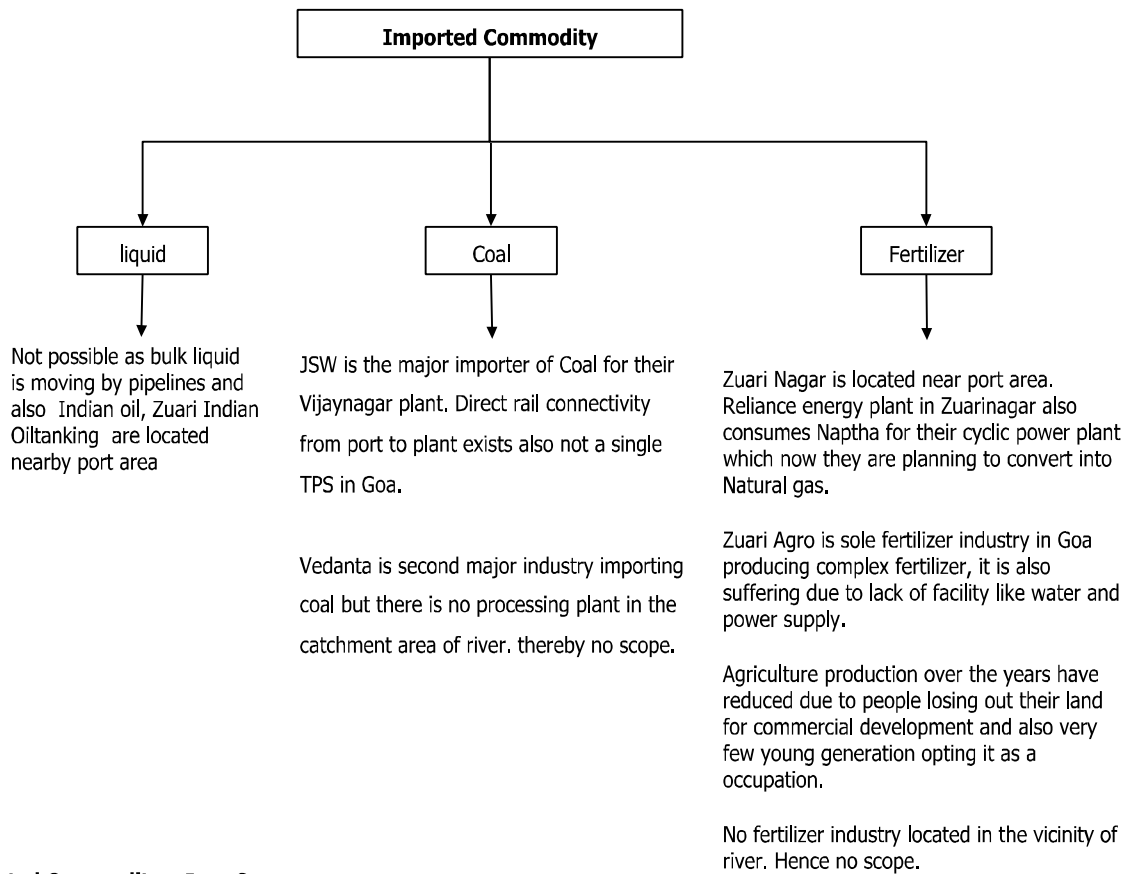 Imported Commodity
liquid
Coal
Fertilizer
Not possible as bulk liquid
is moving by pipelines and
also Indian oil, Zuari Indian
Oiltanking are located
nearby port area
JSW is the major importer of Coal for their
Vijaynagar plant. Direct rail connectivity
from port to plant exists also not a single
TPS in Goa.
Vedanta is second major industry importing
coal but there is no processing plant in the
catchment area of river. thereby no scope.
Zuari Nagar is located near port area.
Reliance energy plant in Zuarinagar also
consumes Naptha for their cyclic power plant
which now they are planning to convert into
Natural gas.
Zuari Agro is sole fertilizer industry in Goa
producing complex fertilizer, it is also
suffering due to lack of facility like water and
power supply.
Agriculture production over the years have
reduced due to people losing out their land
for commercial development and also very
few young generation opting it as a
occupation.
No fertilizer industry located in the vicinity of
river. Hence no scope.